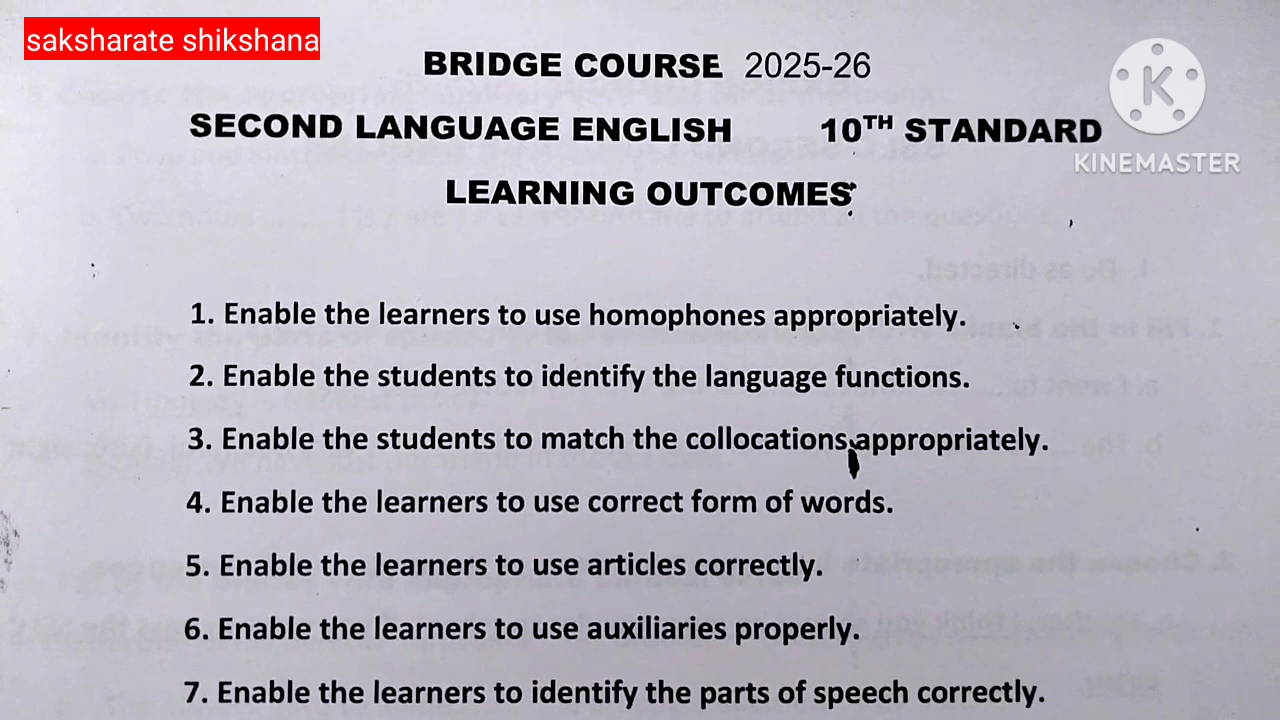 saksharate shikshana
BRIDGE COURSE 2025-26
K
KINEMASTER
SECOND LANGUAGE ENGLISH 10TH STANDARD
LEARNING OUTCOMES
1. Enable the learners to use homophones appropriately.
2. Enable the students to identify the language functions.
3. Enable the students to match the collocations appropriately.
4. Enable the learners to use correct form of words.
5. Enable the learners to use articles correctly.
6. Enable the learners to use auxiliaries properly.
7. Enable the learners to identify the parts of speech correctly.